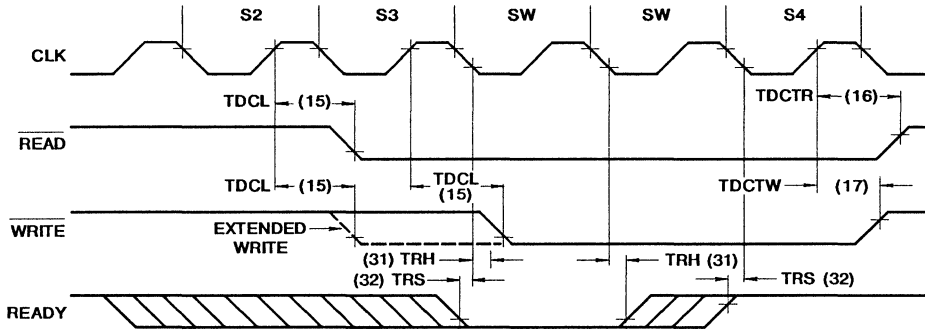 S2 S3 SW SW S4
CLK
TDCL (15) TDCTR (16)
READ
TDCL (15) TDCL (15) TDCTW (17)
WRITE
EXTENDED WRITE
(31) TRH TRH (31)
(32) TRS TRS (32)
READY